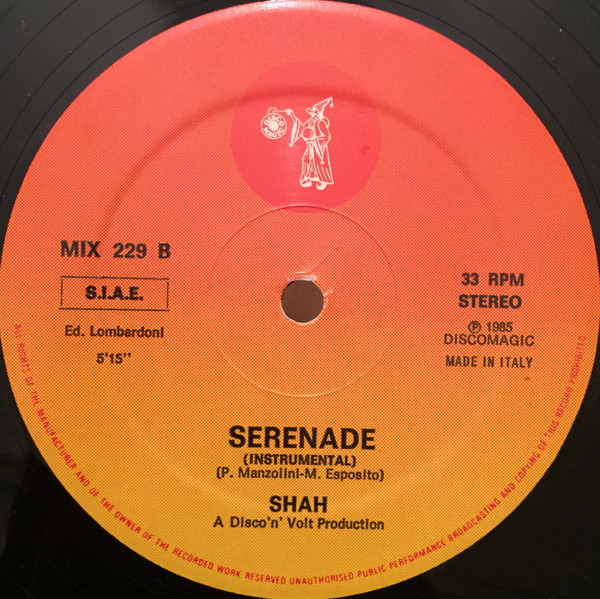 DISCO
MAGIC
MIX 229 B
S.I.A.E.
Ed. Lombardoni
5'15"
33 RPM
STEREO
℗ 1985
DISCOMAGIC
MADE IN ITALY
SERENADE
(INSTRUMENTAL)
(P. Manzolini-M. Esposito)
SHAH
A Disco'n' Volt Production
ALL RIGHTS OF THE MANUFACTURER AND OF THE OWNER OF THE RECORDED WORK RESERVED UNAUTHORISED PUBLIC PERFORMANCE BROADCASTING AND COPYING OF THIS RECORD PROHIBITED